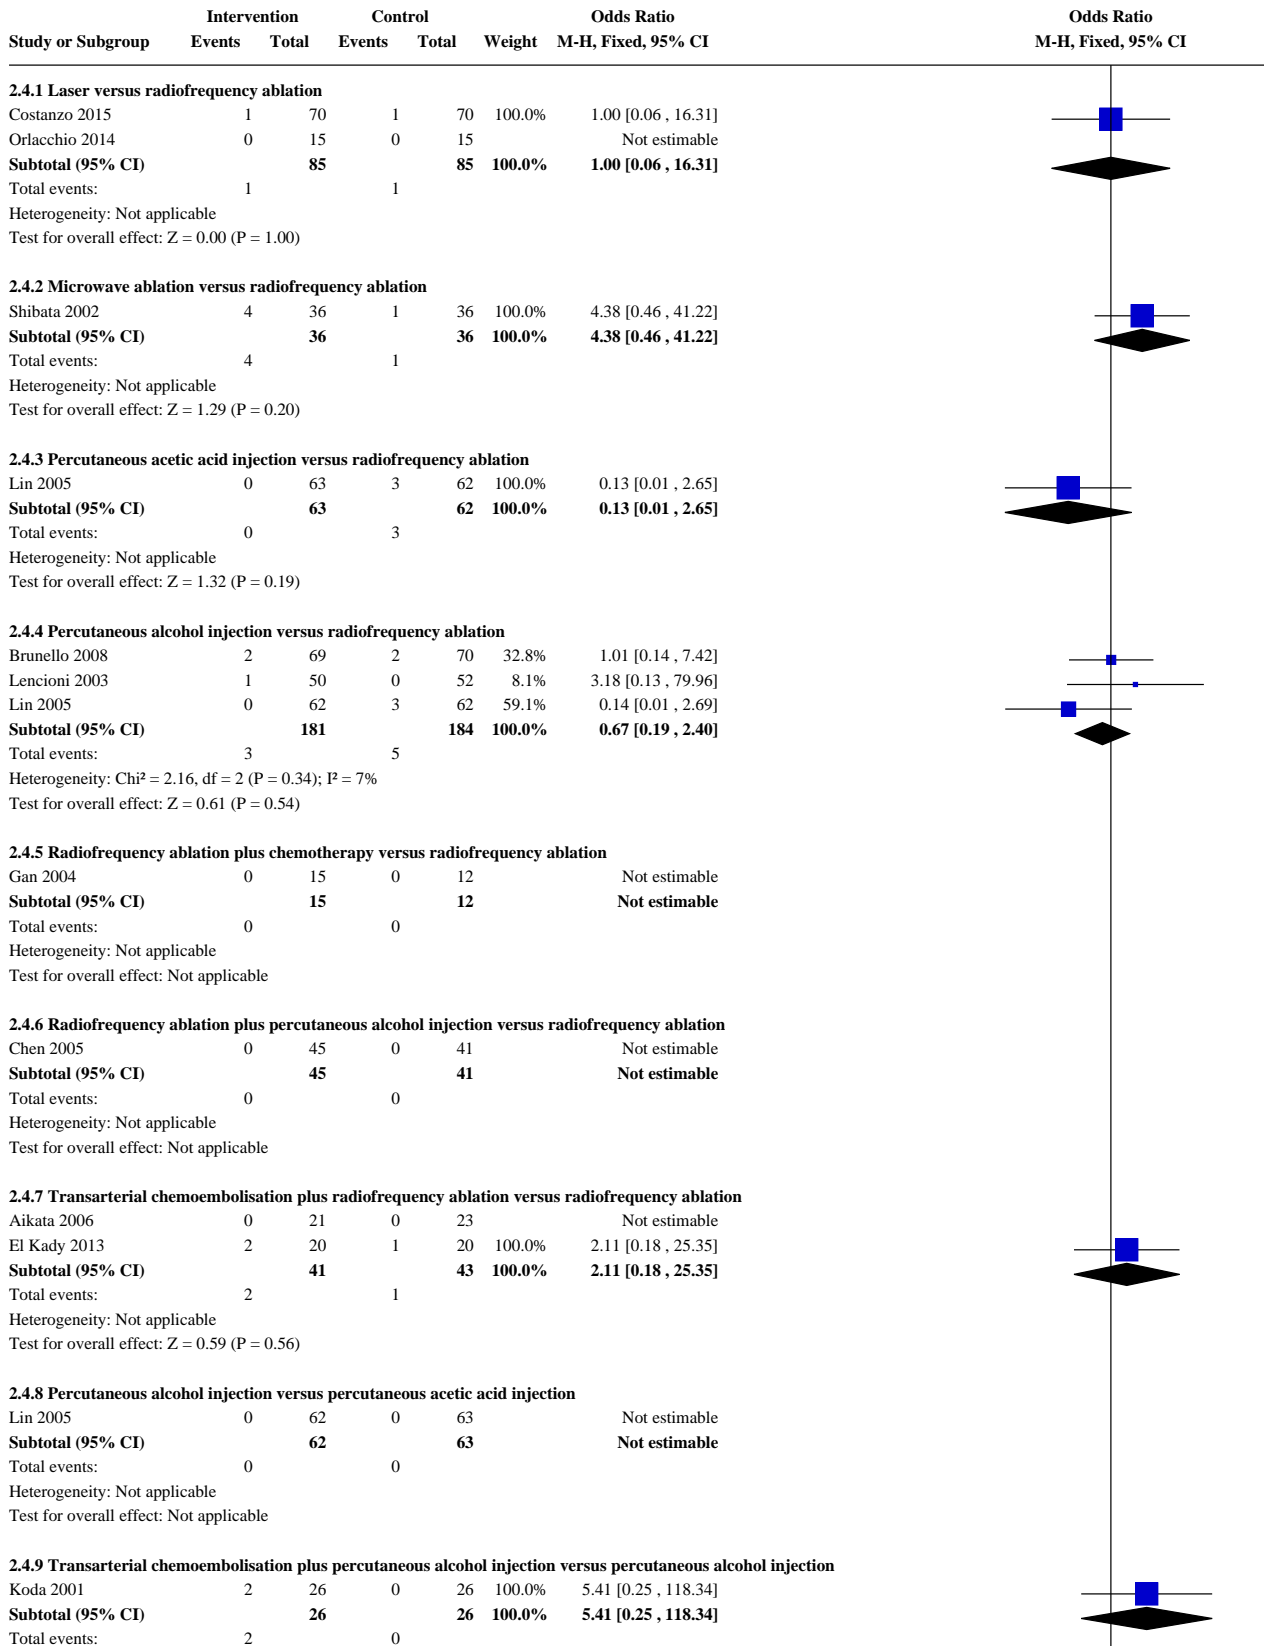 Intervention Control Odds Ratio Odds Ratio
Study or Subgroup Events Total Events Total Weight M-H, Fixed, 95% CI M-H, Fixed, 95% CI
2.4.1 Laser versus radiofrequency ablation
Costanzo 2015 1 70 1 70 100.0% 1.00 [0.06 , 16.31]
Orlacchio 2014 0 15 0 15 Not estimable
Subtotal (95% CI) 85 85 100.0% 1.00 [0.06 , 16.31]
Total events: 1 1
Heterogeneity: Not applicable
Test for overall effect: Z = 0.00 (P = 1.00)
2.4.2 Microwave ablation versus radiofrequency ablation
Shibata 2002 4 36 1 36 100.0% 4.38 [0.46 , 41.22]
Subtotal (95% CI) 36 36 100.0% 4.38 [0.46 , 41.22]
Total events: 4 1
Heterogeneity: Not applicable
Test for overall effect: Z = 1.29 (P = 0.20)
2.4.3 Percutaneous acetic acid injection versus radiofrequency ablation
Lin 2005 0 63 3 62 100.0% 0.13 [0.01 , 2.65]
Subtotal (95% CI) 63 62 100.0% 0.13 [0.01 , 2.65]
Total events: 0 3
Heterogeneity: Not applicable
Test for overall effect: Z = 1.32 (P = 0.19)
2.4.4 Percutaneous alcohol injection versus radiofrequency ablation
Brunello 2008 2 69 2 70 32.8% 1.01 [0.14 , 7.42]
Lencioni 2003 1 50 0 52 8.1% 3.18 [0.13 , 79.96]
Lin 2005 0 62 3 62 59.1% 0.14 [0.01 , 2.69]
Subtotal (95% CI) 181 184 100.0% 0.67 [0.19 , 2.40]
Total events: 3 5
Heterogeneity: Chi² = 2.16, df = 2 (P = 0.34); I² = 7%
Test for overall effect: Z = 0.61 (P = 0.54)
2.4.5 Radiofrequency ablation plus chemotherapy versus radiofrequency ablation
Gan 2004 0 15 0 12 Not estimable
Subtotal (95% CI) 15 12 Not estimable
Total events: 0 0
Heterogeneity: Not applicable
Test for overall effect: Not applicable
2.4.6 Radiofrequency ablation plus percutaneous alcohol injection versus radiofrequency ablation
Chen 2005 0 45 0 41 Not estimable
Subtotal (95% CI) 45 41 Not estimable
Total events: 0 0
Heterogeneity: Not applicable
Test for overall effect: Not applicable
2.4.7 Transarterial chemoembolisation plus radiofrequency ablation versus radiofrequency ablation
Aikata 2006 0 21 0 23 Not estimable
El Kady 2013 2 20 1 20 100.0% 2.11 [0.18 , 25.35]
Subtotal (95% CI) 41 43 100.0% 2.11 [0.18 , 25.35]
Total events: 2 1
Heterogeneity: Not applicable
Test for overall effect: Z = 0.59 (P = 0.56)
2.4.8 Percutaneous alcohol injection versus percutaneous acetic acid injection
Lin 2005 0 62 0 63 Not estimable
Subtotal (95% CI) 62 63 Not estimable
Total events: 0 0
Heterogeneity: Not applicable
Test for overall effect: Not applicable
2.4.9 Transarterial chemoembolisation plus percutaneous alcohol injection versus percutaneous alcohol injection
Koda 2001 2 26 0 26 100.0% 5.41 [0.25 , 118.34]
Subtotal (95% CI) 26 26 100.0% 5.41 [0.25 , 118.34]
Total events: 2 0